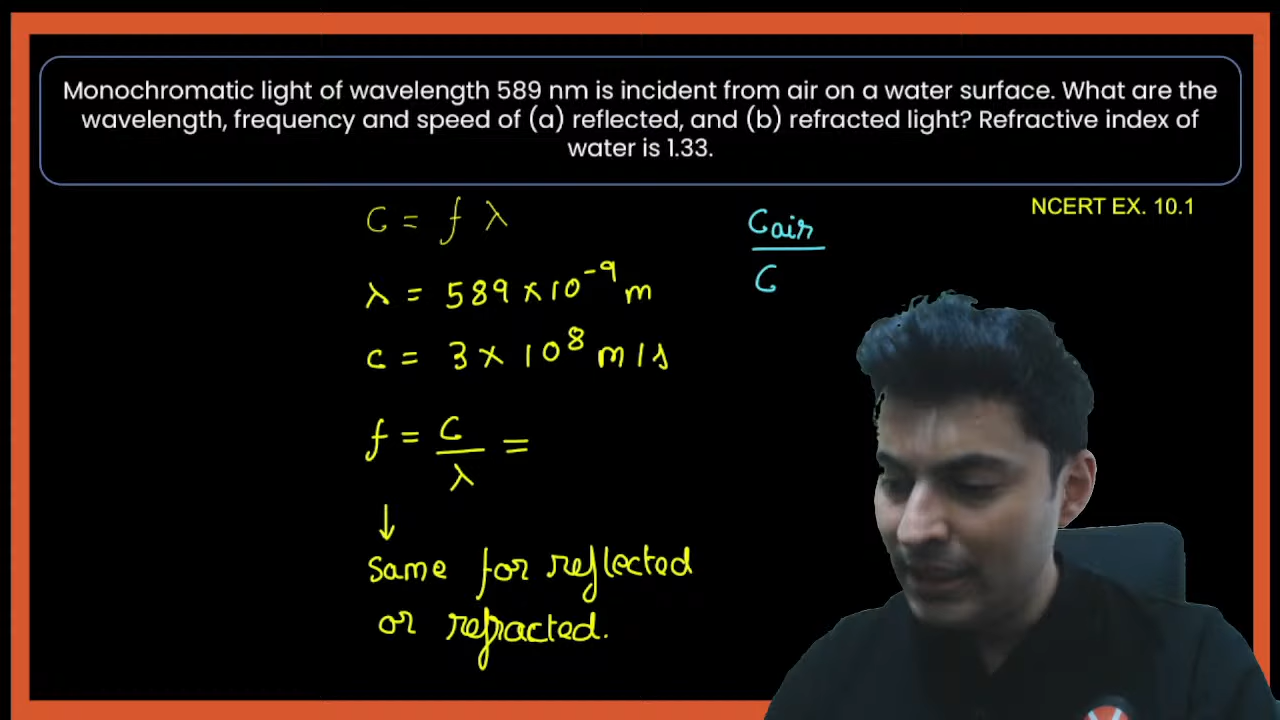 Monochromatic light of wavelength 589 nm is incident from air on a water surface. What are the
wavelength, frequency and speed of (a) reflected, and (b) refracted light? Refractive index of
water is 1.33.
NCERT EX. 10.1
C = f λ
λ = 589 × 10⁻⁹ m
c = 3 × 10⁸ m/s
f = C/λ =
↓
Same for reflected
or refracted.
Cair
C